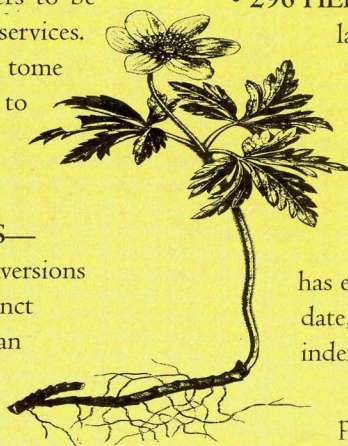 ers to be
services.
tome
to
S—
versions
nct
an
• 296 HE
la
has e
date,
inde